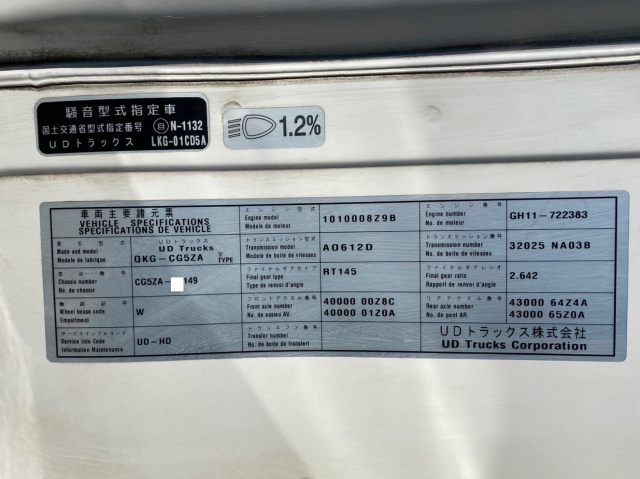 騒音型式指定車
国土交通省型式指定番号 自 N-1132
UDトラックス LKG-01CD5A
1.2%
車両主要諸元票
VEHICLE SPECIFICATIONS
SPECIFICATIONS DE VEHICLE
エンジン型式
Engine model
Modele de moteur
1010008Z9B
エンジン番号
Engine number
No. de moteur
GH11-722383
車名型式
Made and model
Modele de fabrique
UDトラックス
UD Trucks
QKG-CG5ZA 型 TYPE
トランスミッション型式
Transmission model
Modele de boite de vitesses
A0612D
トランスミッション番号
Transmission number
No. de boite de vitesses
32025 NA03B
車台番号
Chassis number
No. de chassis
CG5ZA- 149
ファイナルギアタイプ
Final gear type
Type de renvoi d'angle
RT145
ファイナルギアレシオ
Final gear ratio
Rapport de renvoi d'angle
2.642
軸距記号
Wheel base code
Empattement
W
フロントアクスル番号
Front axle number
No. de essieu AV.
40000 00Z8C
40000 01Z0A
リアアクスル番号
Rear axle number
No. de pont AR.
43000 64Z4A
43000 65Z0A
サービスインフォコード
Service Info Code
Information Maintenance
UD-HD
トランスファ番号
Transfer number
No. de boite de transfert
UDトラックス株式会社
UD Trucks Corporation